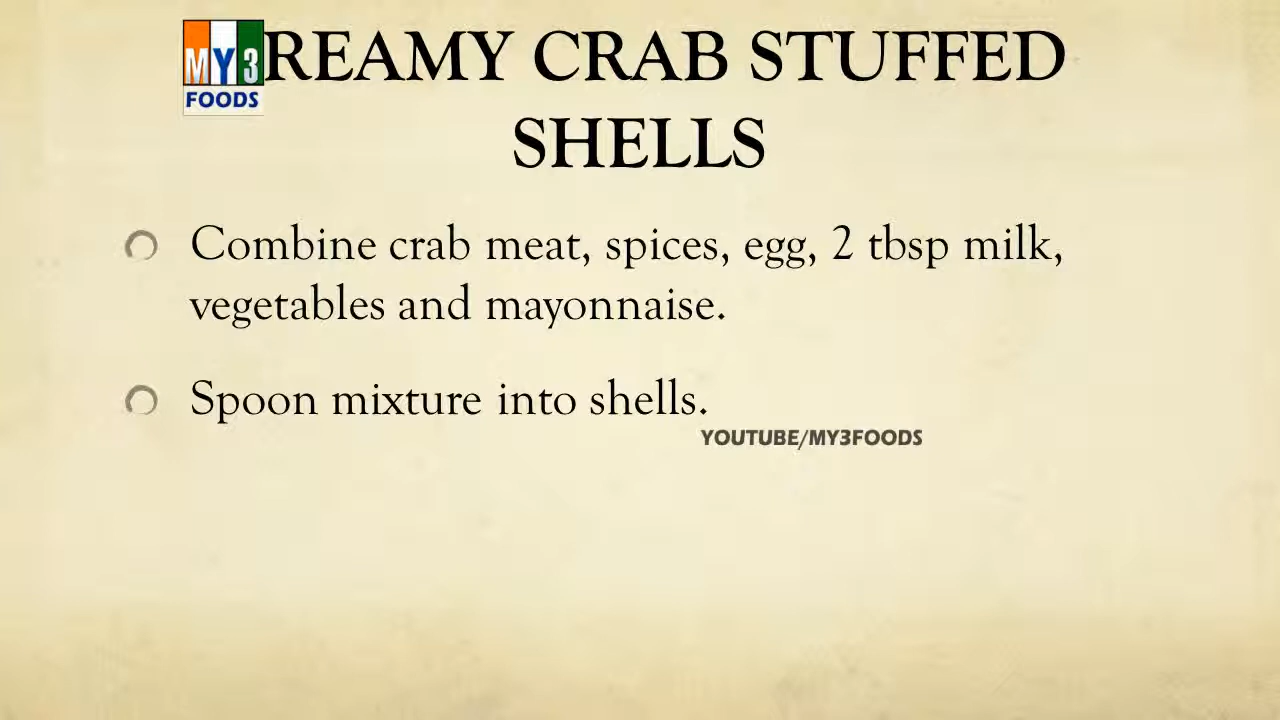 MY3
FOODS
REAMY CRAB STUFFED
SHELLS
Combine crab meat, spices, egg, 2 tbsp milk,
vegetables and mayonnaise.
Spoon mixture into shells.
YOUTUBE/MY3FOODS